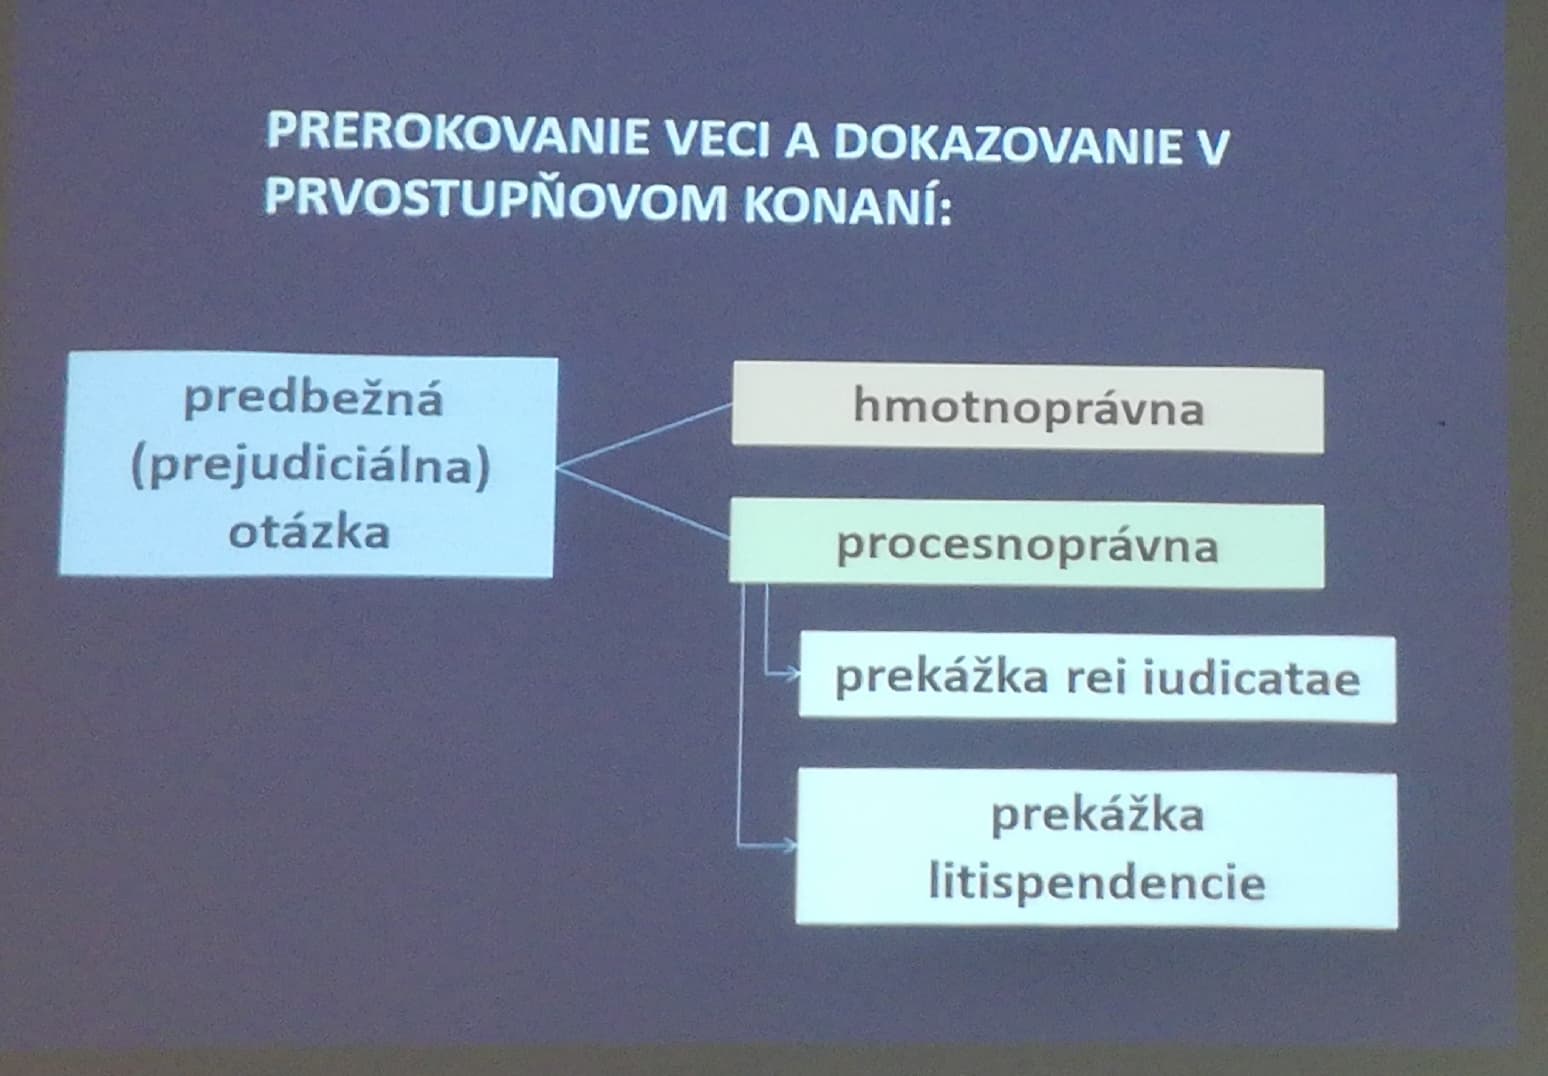 PREROKOVANIE VECI A DOKAZOVANIE V
PRVOSTUPŇOVOM KONANÍ:
predbežná
(prejudiciálna)
otázka
hmotnoprávna
procesnoprávna
prekážka rei iudicatae
prekážka
litispendencie